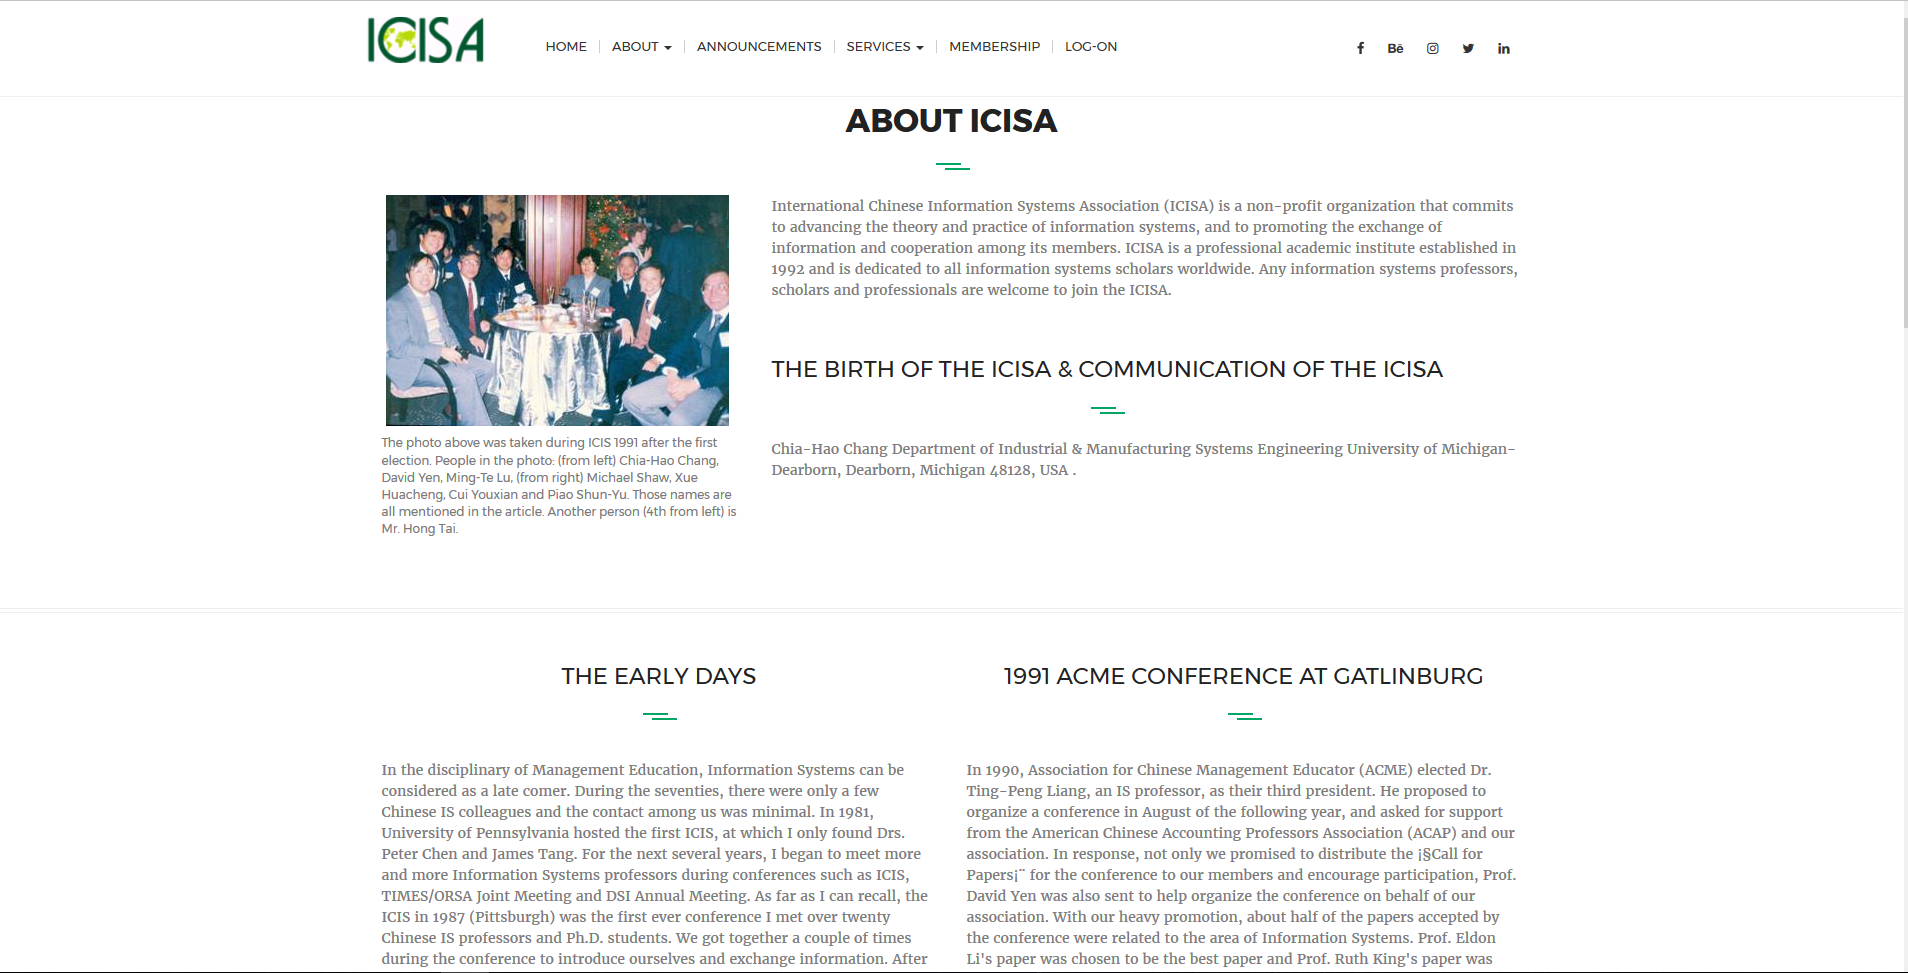 ICISA
HOME
ABOUT
ANNOUNCEMENTS
SERVICES
MEMBERSHIP
LOG-ON
Bē
in
ABOUT ICISA
International Chinese Information Systems Association (ICISA) is a non-profit organization that commits
to advancing the theory and practice of information systems, and to promoting the exchange of
information and cooperation among its members. ICISA is a professional academic institute established in
1992 and is dedicated to all information systems scholars worldwide. Any information systems professors,
scholars and professionals are welcome to join the ICISA.
The photo above was taken during ICIS 1991 after the first
election. People in the photo: (from left) Chia-Hao Chang,
David Yen, Ming-Te Lu, (from right) Michael Shaw, Xue
Huacheng, Cui Youxian and Piao Shun-Yu. Those names are
all mentioned in the article. Another person (4th from left) is
Mr. Hong Tai.
THE BIRTH OF THE ICISA & COMMUNICATION OF THE ICISA
Chia-Hao Chang Department of Industrial & Manufacturing Systems Engineering University of Michigan-
Dearborn, Dearborn, Michigan 48128, USA .
THE EARLY DAYS
In the disciplinary of Management Education, Information Systems can be
considered as a late comer. During the seventies, there were only a few
Chinese IS colleagues and the contact among us was minimal. In 1981,
University of Pennsylvania hosted the first ICIS, at which I only found Drs.
Peter Chen and James Tang. For the next several years, I began to meet more
and more Information Systems professors during conferences such as ICIS,
TIMES/ORSA Joint Meeting and DSI Annual Meeting. As far as I can recall, the
ICIS in 1987 (Pittsburgh) was the first ever conference I met over twenty
Chinese IS professors and Ph.D. students. We got together a couple of times
during the conference to introduce ourselves and exchange information. After
1991 ACME CONFERENCE AT GATLINBURG
In 1990, Association for Chinese Management Educator (ACME) elected Dr.
Ting-Peng Liang, an IS professor, as their third president. He proposed to
organize a conference in August of the following year, and asked for support
from the American Chinese Accounting Professors Association (ACAP) and our
association. In response, not only we promised to distribute the ¡§Call for
Papers¡¨ for the conference to our members and encourage participation, Prof.
David Yen was also sent to help organize the conference on behalf of our
association. With our heavy promotion, about half of the papers accepted by
the conference were related to the area of Information Systems. Prof. Eldon
Li's paper was chosen to be the best paper and Prof. Ruth King's paper was